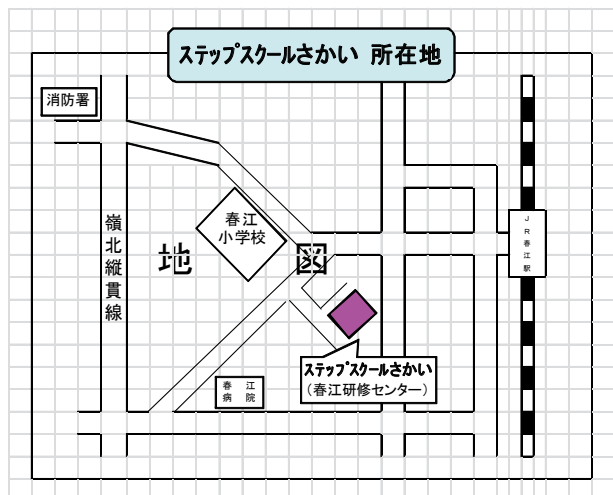 ステップスクールさかい 所在地
消防署
嶺北縦貫線
春江
小学校
地図
JR春江駅
ステップスクールさかい
(春江研修センター)
春江
病院